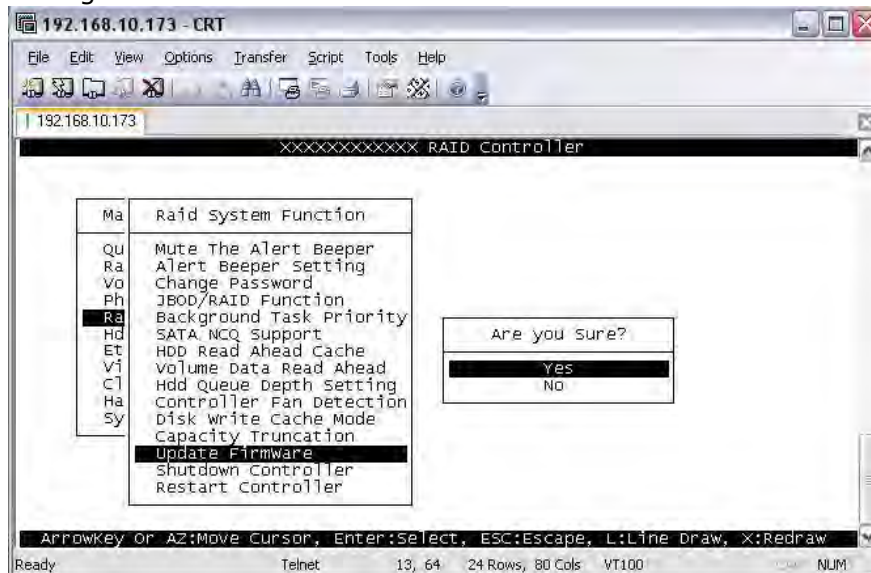 192.168.10.173 - CRT
File Edit View Options Transfer Script Tools Help
192.168.10.173
XXXXXXXXXXXX RAID Controller
Ma
Qu
Ra
Vo
Ph
Ra
Hd
Et
Vi
Cl
Ha
Sy
Raid System Function
Mute The Alert Beeper
Alert Beeper Setting
Change Password
JBOD/RAID Function
Background Task Priority
SATA NCQ Support
HDD Read Ahead Cache
Volume Data Read Ahead
Hdd Queue Depth Setting
Controller Fan Detection
Disk Write Cache Mode
Capacity Truncation
Update FirmWare
Shutdown Controller
Restart Controller
Are you Sure?
Yes
No
ArrowKey Or AZ:Move Cursor, Enter:Select, ESC:Escape, L:Line Draw, X:Redraw
Ready Telnet 13, 64 24 Rows, 80 Cols VT100 NUM